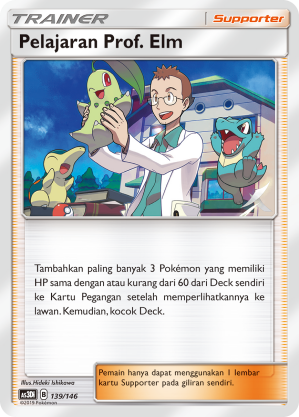 TRAINER Supporter
Pelajaran Prof. Elm
Tambahkan paling banyak 3 Pokémon yang memiliki
HP sama dengan atau kurang dari 60 dari Deck sendiri
ke Kartu Pegangan setelah memperlihatkannya ke
lawan. Kemudian, kocok Deck.
Illus. Hideki Ishikawa
AS3D B 139/146
©2019 Pokémon
Pemain hanya dapat menggunakan 1 lembar
kartu Supporter pada giliran sendiri.